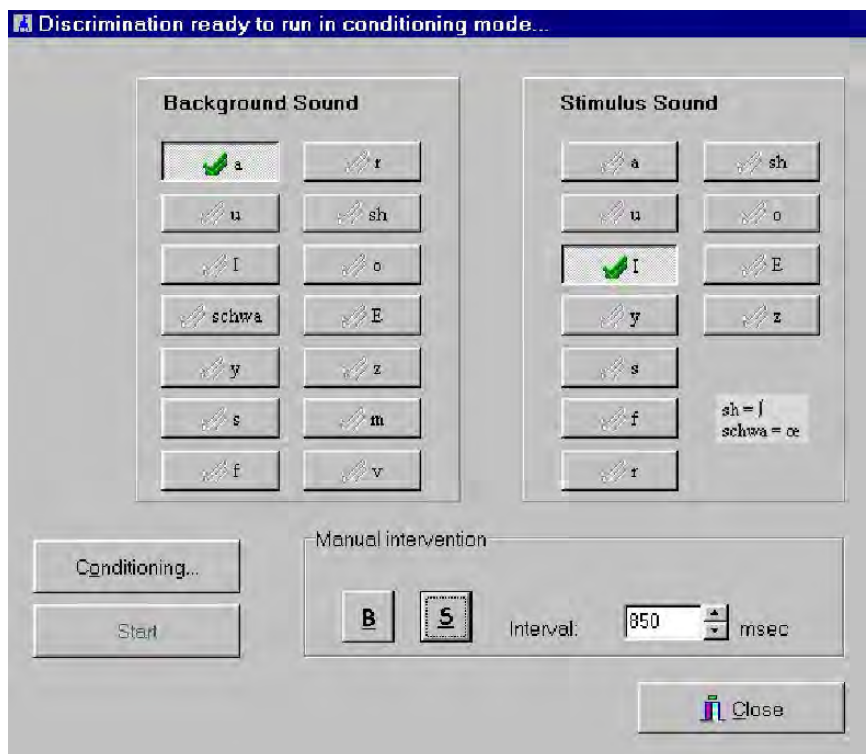 Discrimination ready to run in conditioning mode...
Background Sound
a r
u sh
I o
schwa E
y z
s m
f v
Stimulus Sound
a sh
u o
I E
y z
s
f
r
sh = ʃ
schwa = œ
Conditioning...
Start
Manual intervention
B S Interval: 850 msec
Close